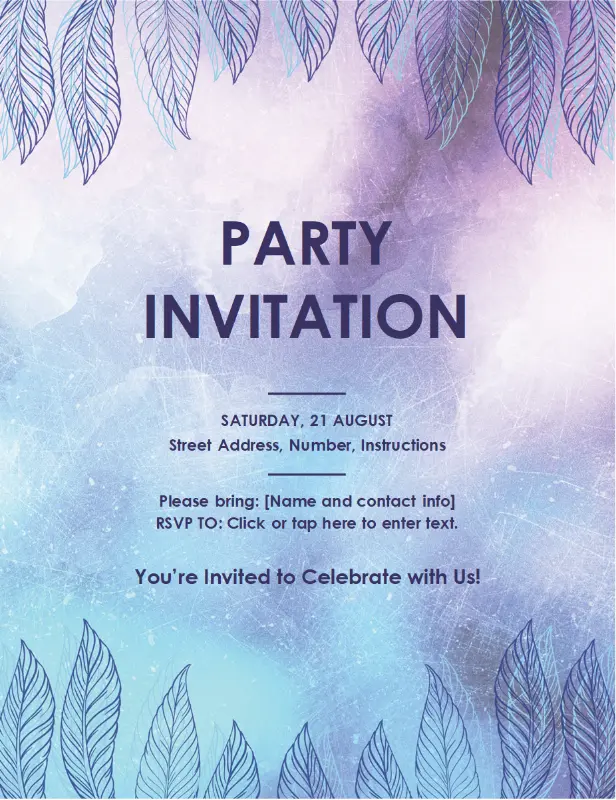 PARTY
INVITATION
SATURDAY, 21 AUGUST
Street Address, Number, Instructions
Please bring: [Name and contact info]
RSVP TO: Click or tap here to enter text.
You’re Invited to Celebrate with Us!